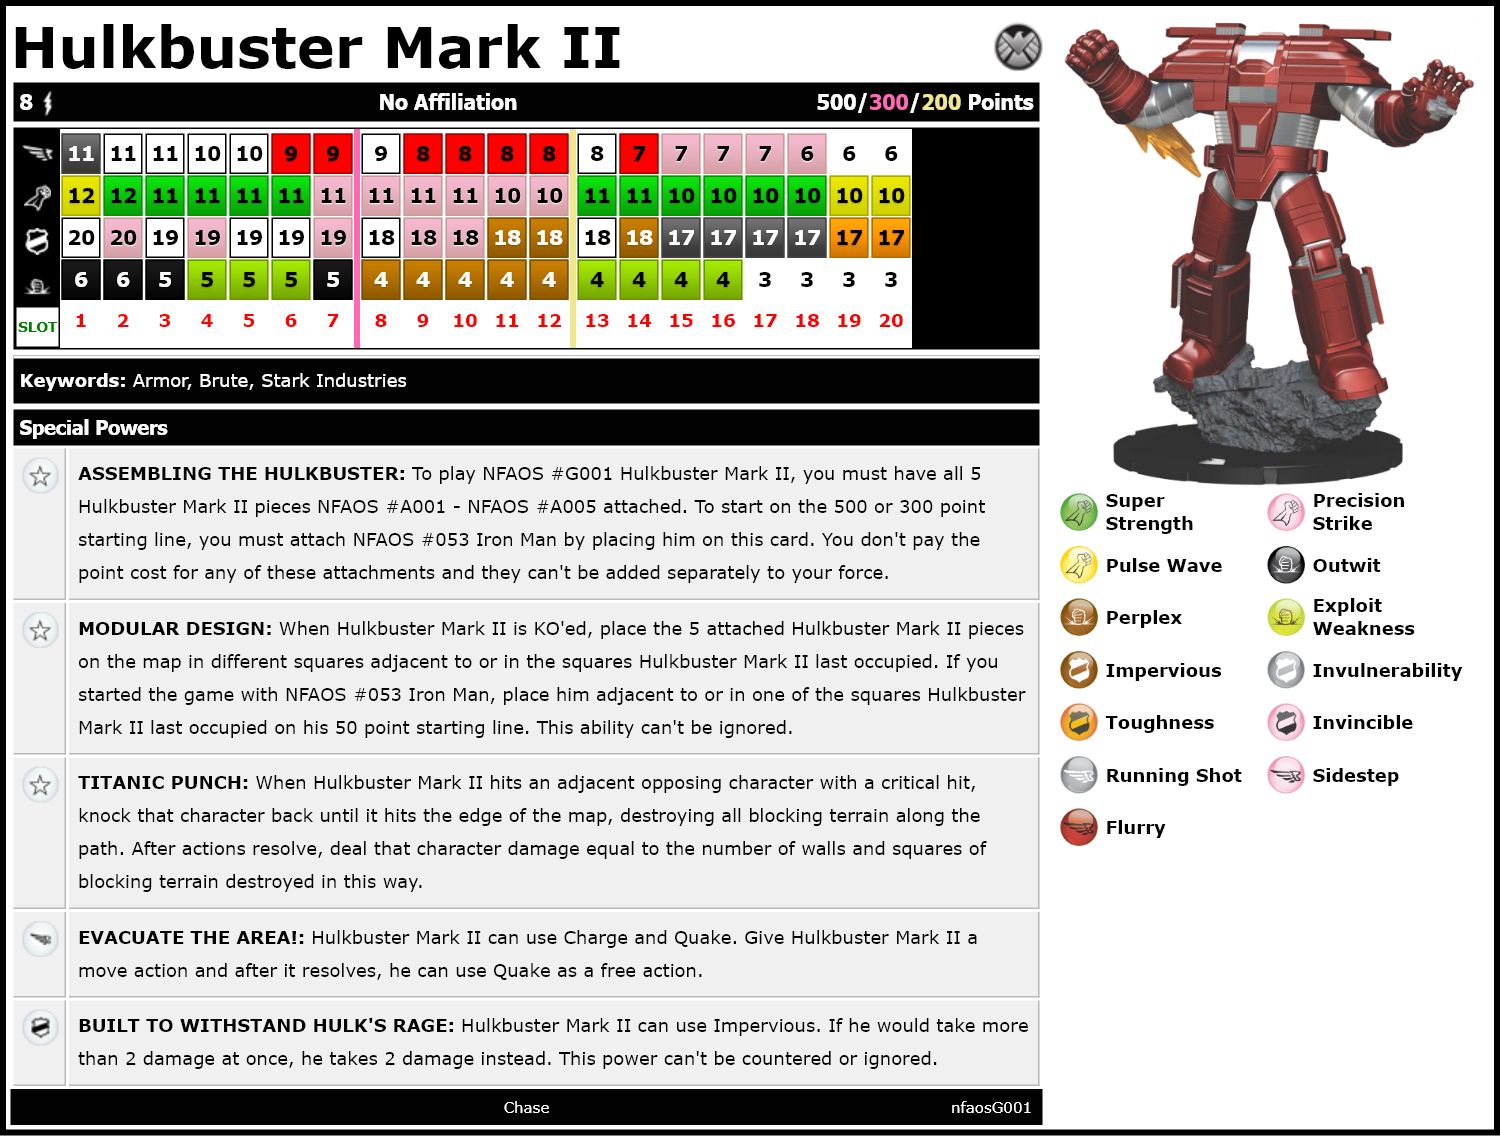 Hulkbuster Mark II
8 No Affiliation 500/300/200 Points
11 11 11 10 10 9 9 9 8 8 8 8 8 7 7 7 7 6 6 6
12 12 11 11 11 11 11 11 11 11 10 10 11 11 10 10 10 10 10 10
20 20 19 19 19 19 19 18 18 18 18 18 18 18 17 17 17 17 17 17
6 6 5 5 5 5 5 4 4 4 4 4 4 4 4 4 3 3 3 3
SLOT 1 2 3 4 5 6 7 8 9 10 11 12 13 14 15 16 17 18 19 20
Keywords: Armor, Brute, Stark Industries
Special Powers
ASSEMBLING THE HULKBUSTER: To play NFAOS #G001 Hulkbuster Mark II, you must have all 5
Hulkbuster Mark II pieces NFAOS #A001 - NFAOS #A005 attached. To start on the 500 or 300 point
starting line, you must attach NFAOS #053 Iron Man by placing him on this card. You don't pay the
point cost for any of these attachments and they can't be added separately to your force.
MODULAR DESIGN: When Hulkbuster Mark II is KO'ed, place the 5 attached Hulkbuster Mark II pieces
on the map in different squares adjacent to or in the squares Hulkbuster Mark II last occupied. If you
started the game with NFAOS #053 Iron Man, place him adjacent to or in one of the squares Hulkbuster
Mark II last occupied on his 50 point starting line. This ability can't be ignored.
TITANIC PUNCH: When Hulkbuster Mark II hits an adjacent opposing character with a critical hit,
knock that character back until it hits the edge of the map, destroying all blocking terrain along the
path. After actions resolve, deal that character damage equal to the number of walls and squares of
blocking terrain destroyed in this way.
EVACUATE THE AREA!: Hulkbuster Mark II can use Charge and Quake. Give Hulkbuster Mark II a
move action and after it resolves, he can use Quake as a free action.
BUILT TO WITHSTAND HULK'S RAGE: Hulkbuster Mark II can use Impervious. If he would take more
than 2 damage at once, he takes 2 damage instead. This power can't be countered or ignored.
Chase nfaosG001
Super
Strength
Precision
Strike
Pulse Wave
Outwit
Perplex
Exploit
Weakness
Impervious
Invulnerability
Toughness
Invincible
Running Shot
Sidestep
Flurry